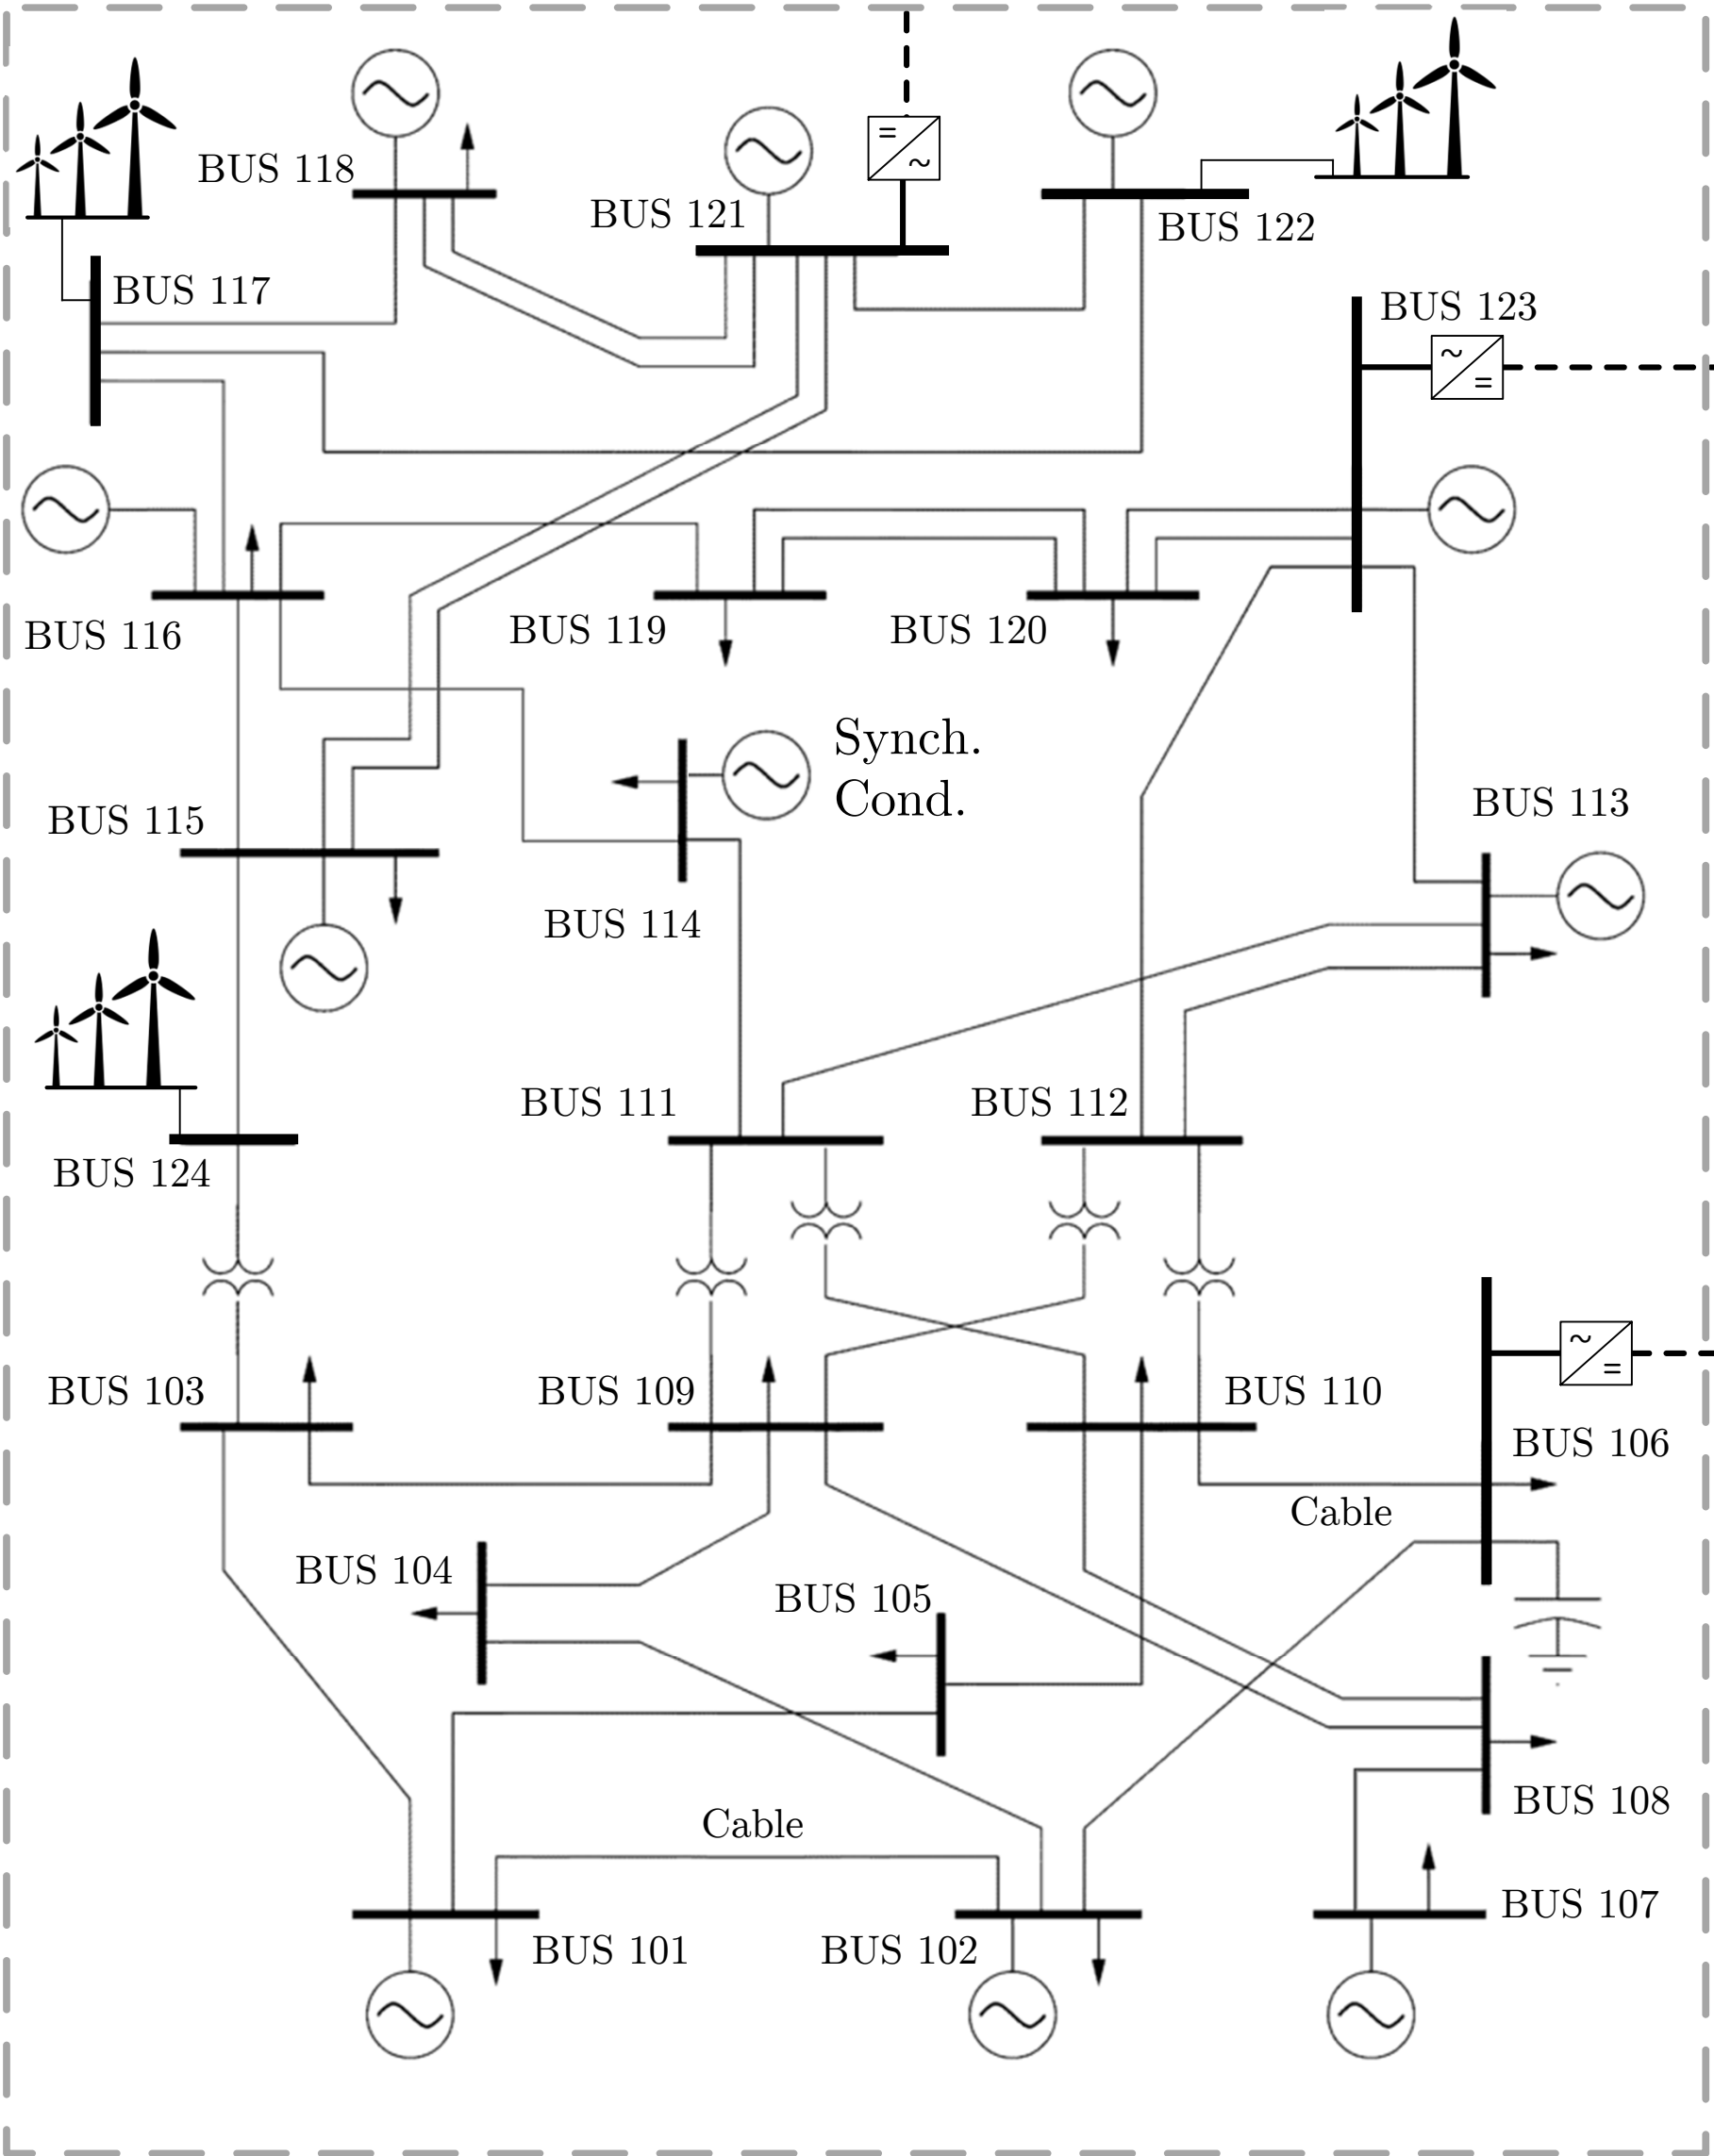 BUS 118
BUS 121
BUS 122
BUS 117
BUS 123
BUS 116
BUS 119
BUS 120
Synch.
Cond.
BUS 115
BUS 113
BUS 114
BUS 111
BUS 112
BUS 124
BUS 103
BUS 109
BUS 110
BUS 106
Cable
BUS 104
BUS 105
BUS 108
Cable
BUS 107
BUS 101
BUS 102